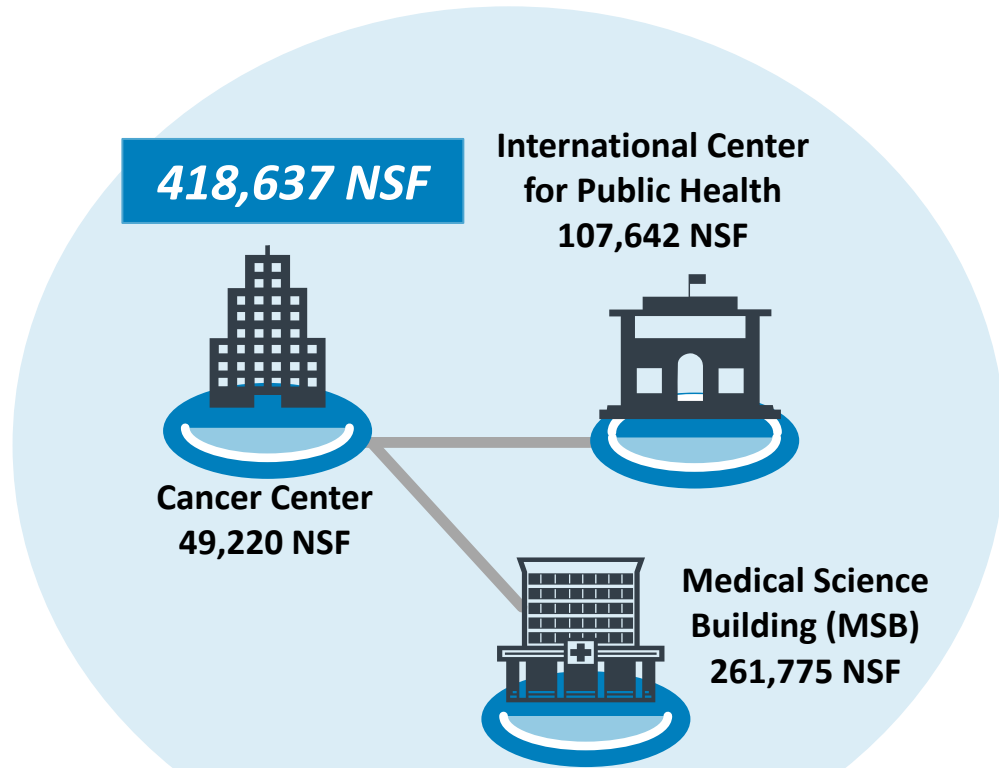 418,637 NSF
International Center
for Public Health
107,642 NSF
Cancer Center
49,220 NSF
Medical Science
Building (MSB)
261,775 NSF